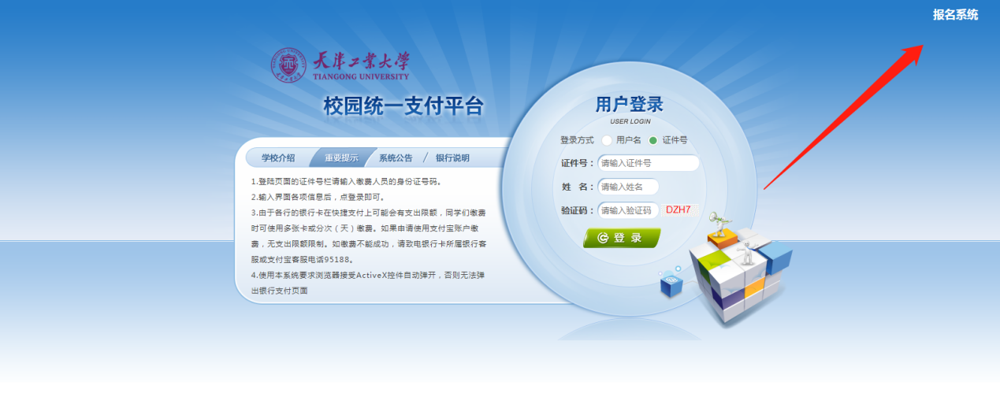 报名系统
天津工业大学
TIANGONG UNIVERSITY
校园统一支付平台
学校介绍 重要提示 系统公告 / 银行说明
1.登陆页面的证件号栏请输入缴费人员的身份证号码。
2.输入界面各项信息后，点登录即可。
3.由于各行的银行卡在快捷支付上可能会有支出限额，同学们缴费
时可使用多张卡或分次（天）缴费。如果申请使用支付宝账户缴
费，无支出限额限制。如缴费不能成功，请致电银行卡所属银行客
服或支付宝客服电话95188。
4.使用本系统要求浏览器接受ActiveX控件自动弹开，否则无法弹
出银行支付页面
用户登录
USER LOGIN
登录方式 用户名 证件号
证件号： 请输入证件号
姓 名： 请输入姓名
验证码： 请输入验证码 DZH7
登 录